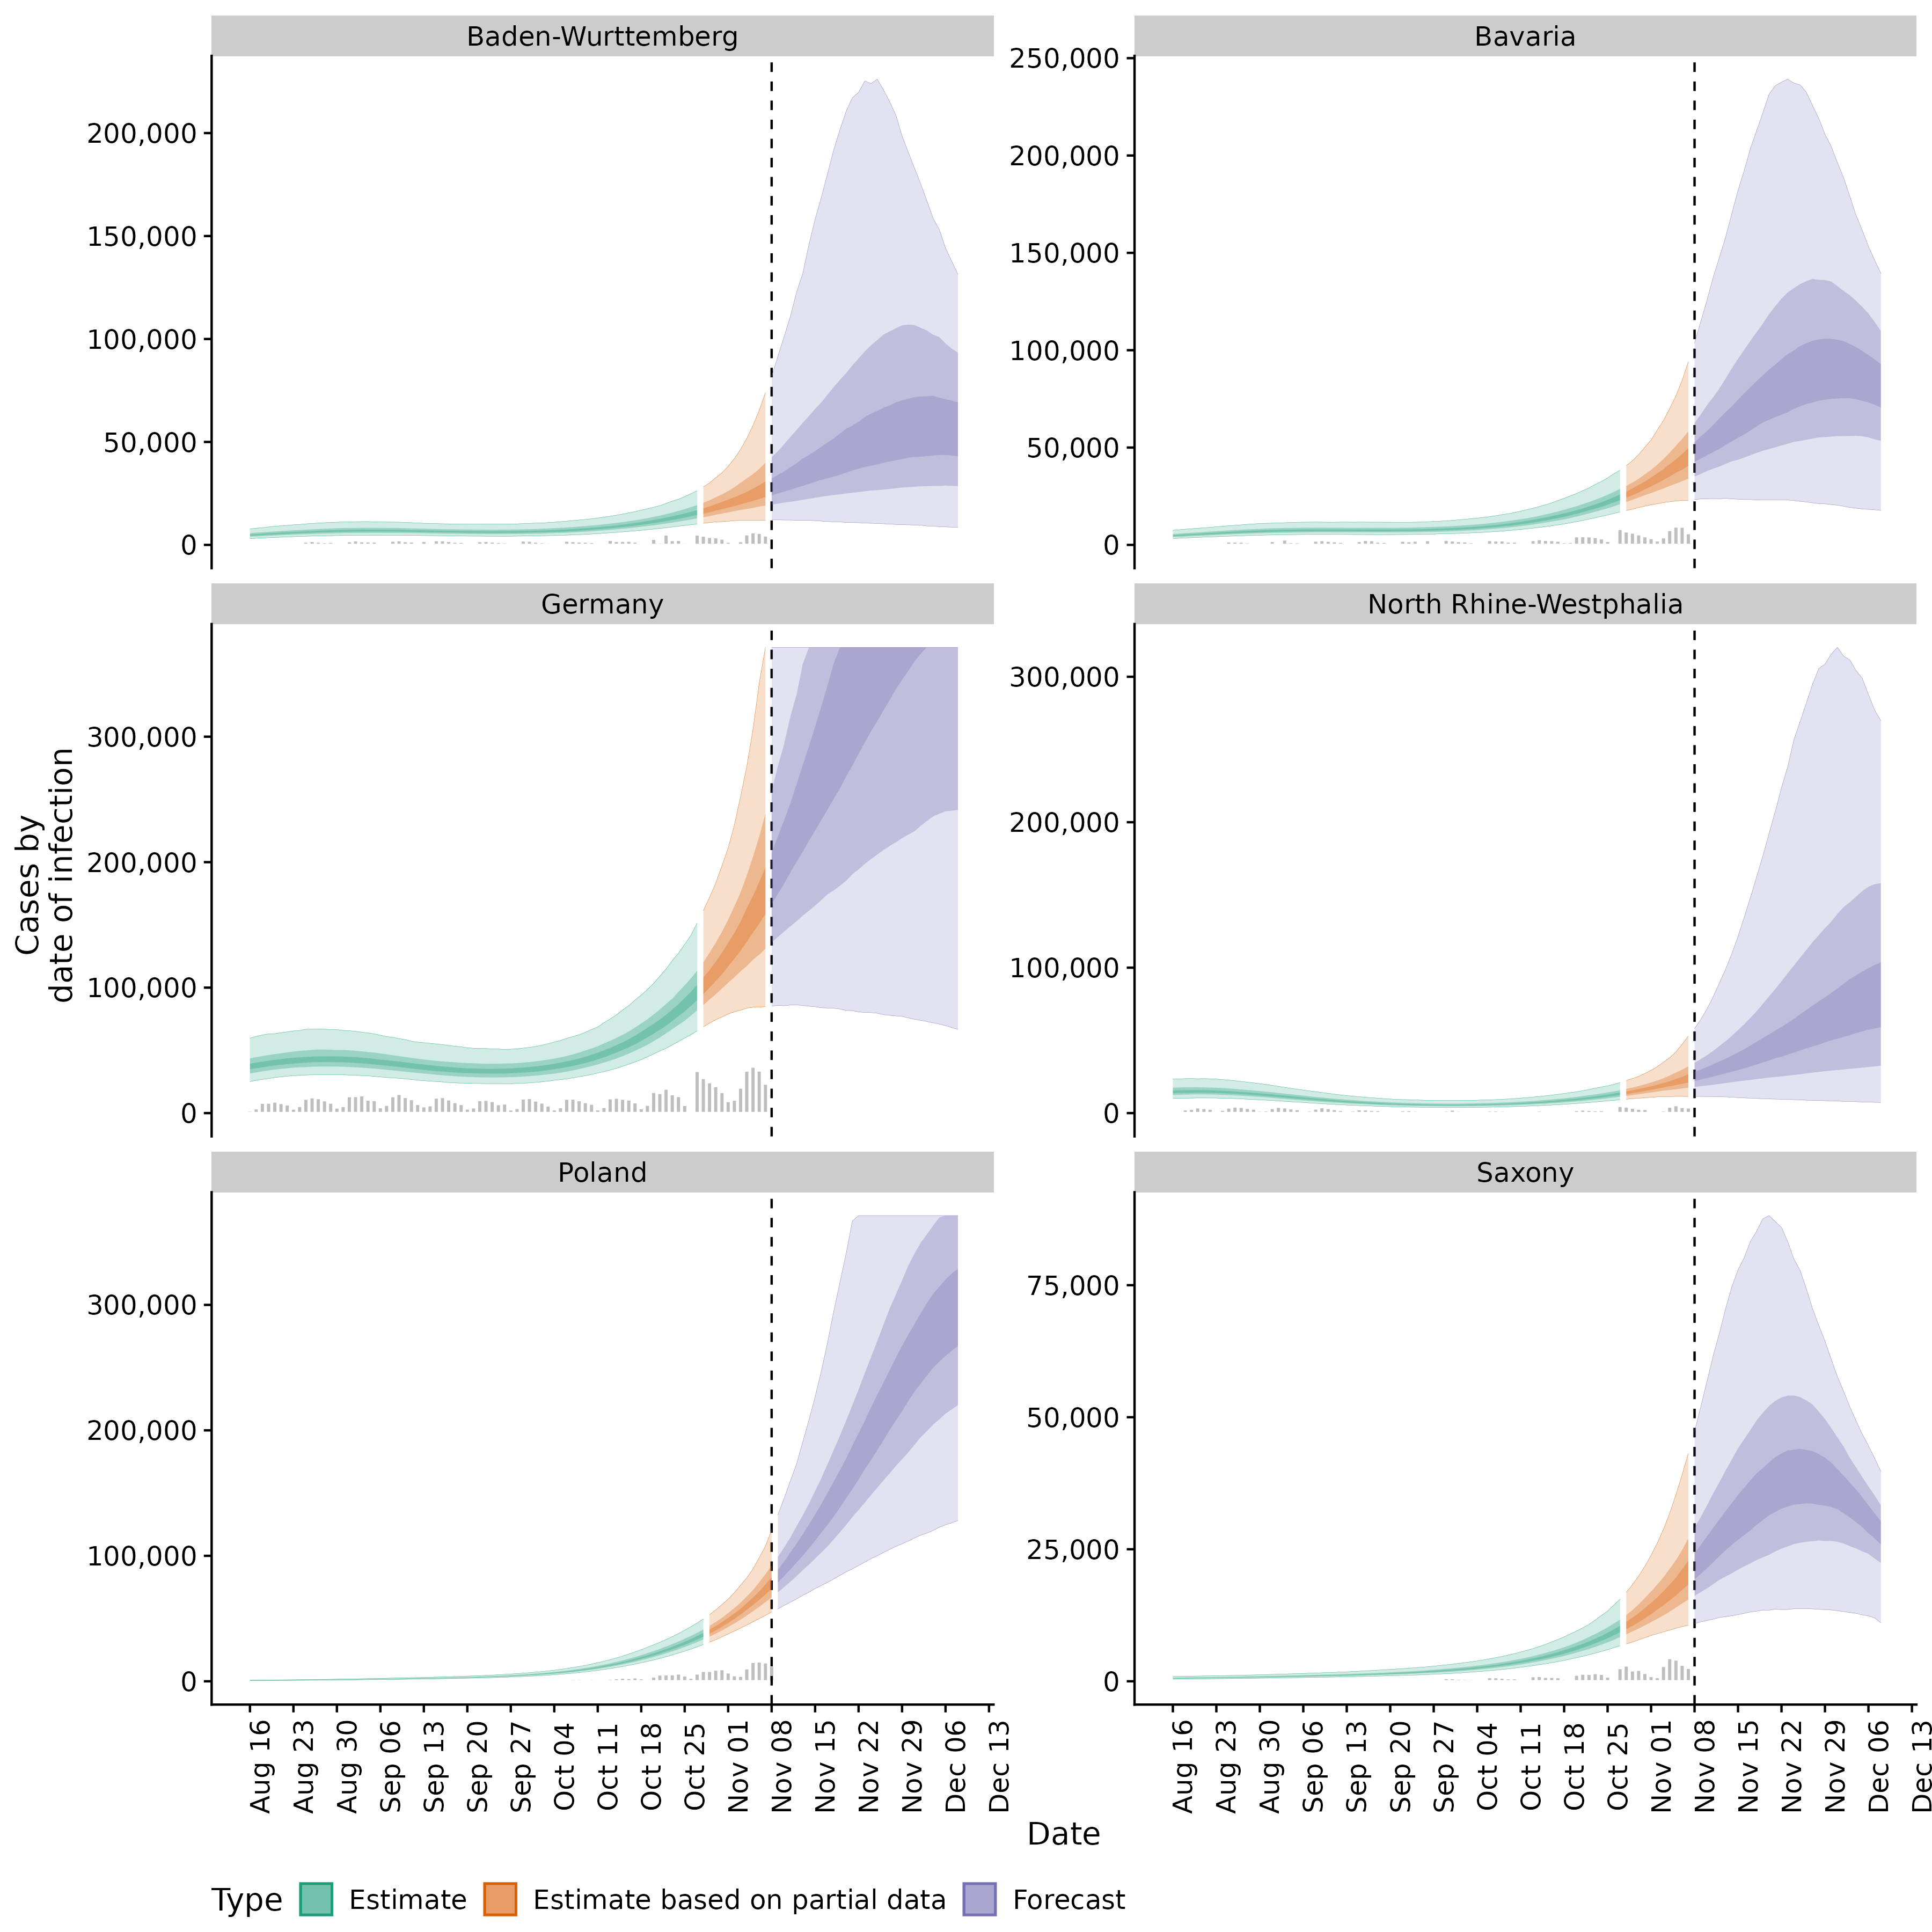 Baden-Wurttemberg
Bavaria
200,000
150,000
100,000
50,000
0
250,000
200,000
150,000
100,000
50,000
0
Germany
North Rhine-Westphalia
300,000
200,000
100,000
0
300,000
200,000
100,000
0
Cases by
date of infection
Poland
Saxony
300,000
200,000
100,000
0
75,000
50,000
25,000
0
Aug 16
Aug 23
Aug 30
Sep 06
Sep 13
Sep 20
Sep 27
Oct 04
Oct 11
Oct 18
Oct 25
Nov 01
Nov 08
Nov 15
Nov 22
Nov 29
Dec 06
Dec 13
Aug 16
Aug 23
Aug 30
Sep 06
Sep 13
Sep 20
Sep 27
Oct 04
Oct 11
Oct 18
Oct 25
Nov 01
Nov 08
Nov 15
Nov 22
Nov 29
Dec 06
Dec 13
Date
Type Estimate Estimate based on partial data Forecast